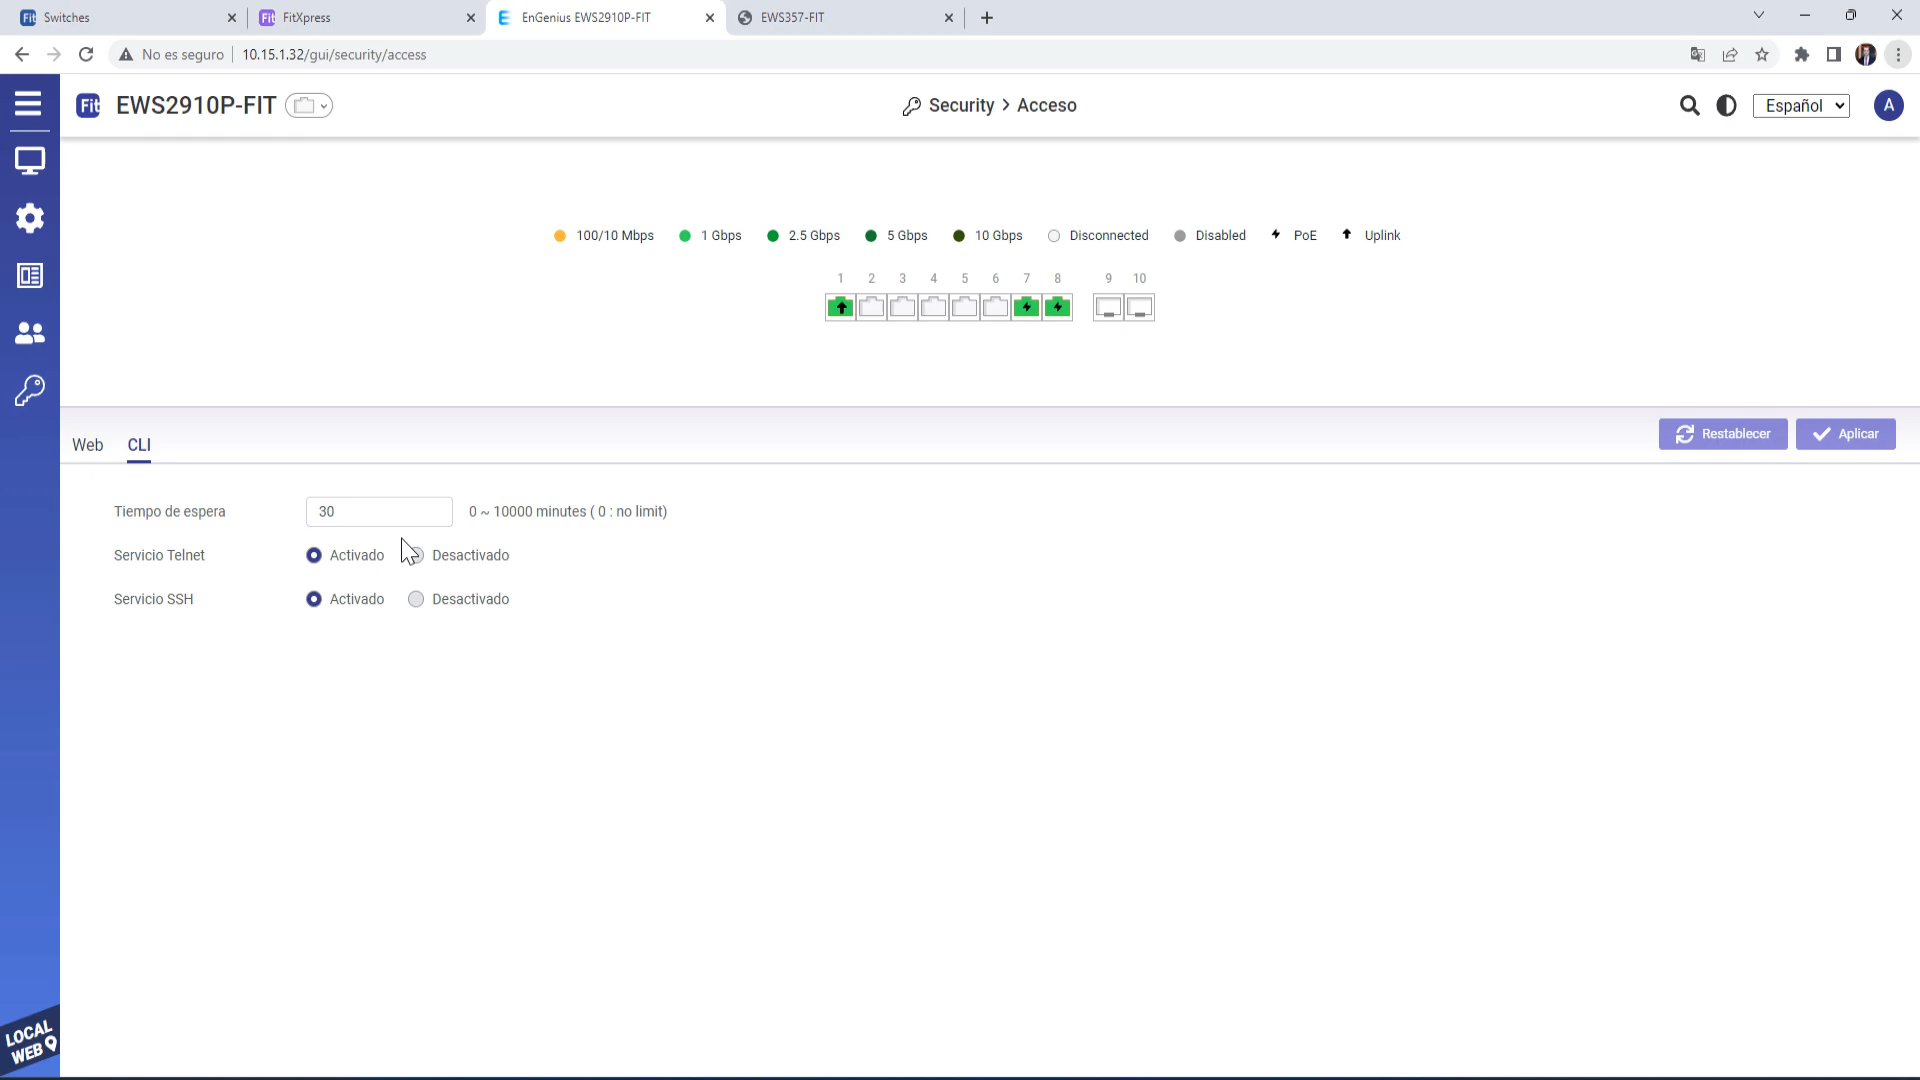 Fit Switches
Fit FitXpress
EnGenius EWS2910P-FIT
EWS357-FIT
No es seguro 10.15.1.32/gui/security/access
Fit EWS2910P-FIT
Security > Acceso
Español
A
100/10 Mbps 1 Gbps 2.5 Gbps 5 Gbps 10 Gbps Disconnected Disabled PoE Uplink
1 2 3 4 5 6 7 8 9 10
Web CLI
Restablecer Aplicar
Tiempo de espera 30 0 ~ 10000 minutes ( 0 : no limit)
Servicio Telnet Activado Desactivado
Servicio SSH Activado Desactivado
LOCAL
WEB